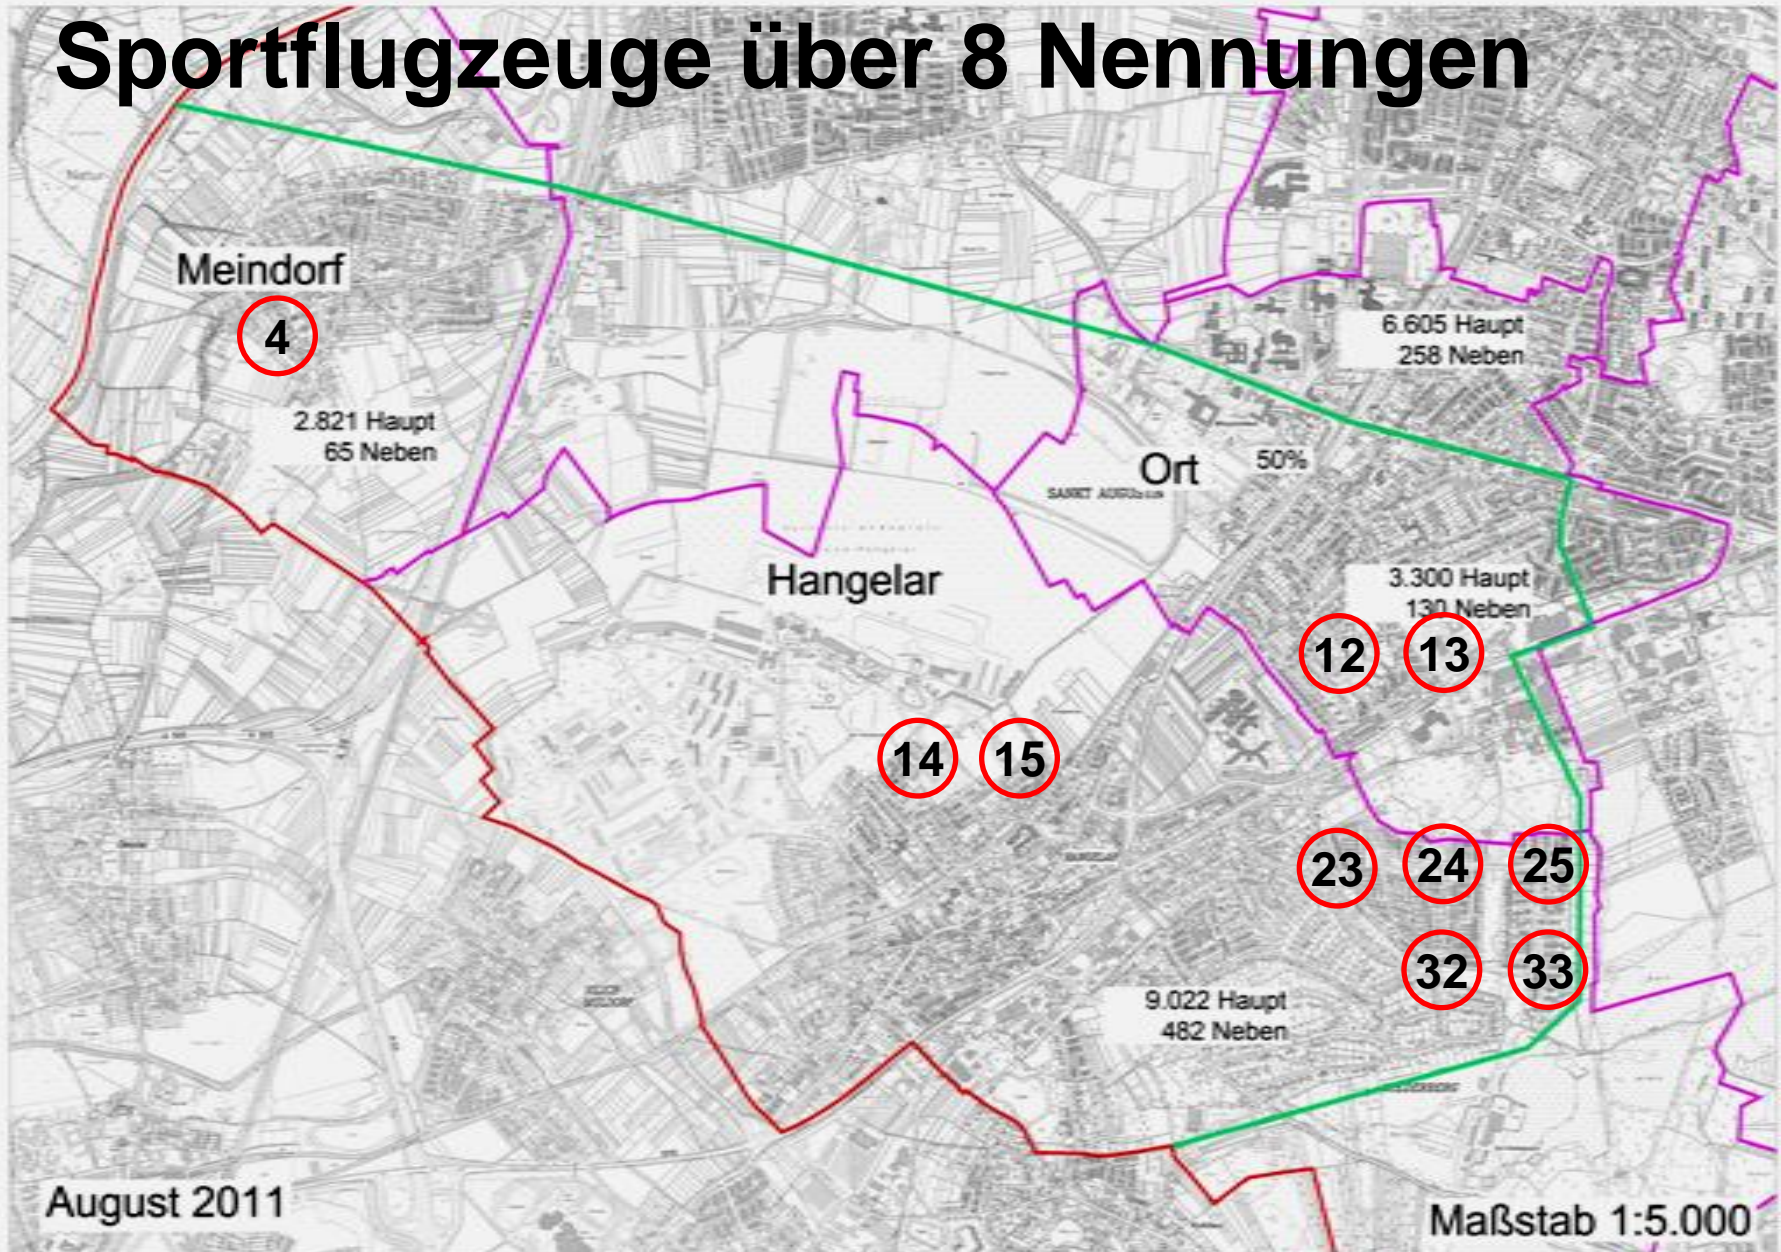 Sportflugzeuge über 8 Nennungen
Meindorf
4
6.605 Haupt
258 Neben
2.821 Haupt
65 Neben
Ort
50%
Hangelar
3.300 Haupt
130 Neben
12
13
14
15
23
24
25
32
33
9.022 Haupt
482 Neben
August 2011
Maßstab 1:5.000